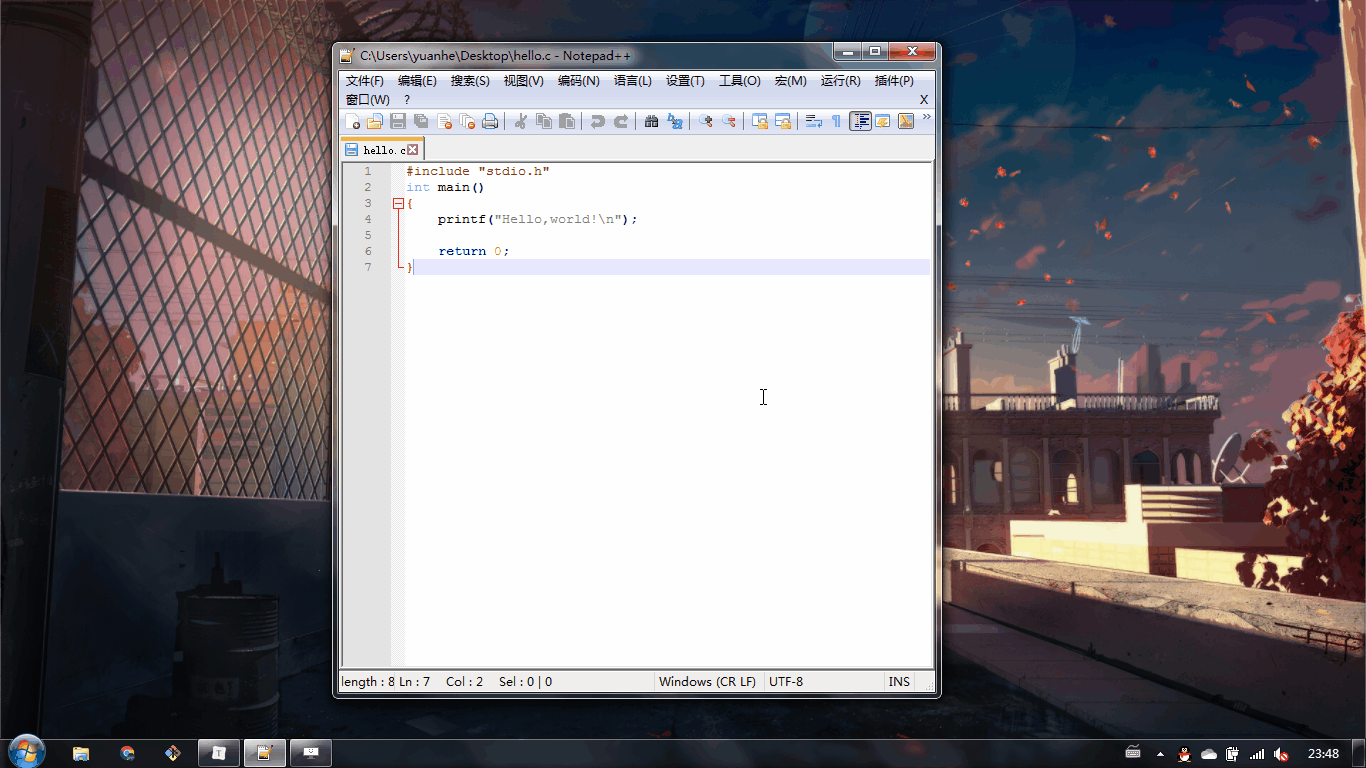 C:\Users\yuanhe\Desktop\hello.c - Notepad++
文件(F) 编辑(E) 搜索(S) 视图(V) 编码(N) 语言(L) 设置(T) 工具(O) 宏(M) 运行(R) 插件(P)
窗口(W) ? X
hello.c
1 #include "stdio.h"
2 int main()
3 {
4 printf("Hello,world!\n");
5
6 return 0;
7 }
length : 8 Ln : 7 Col : 2 Sel : 0 | 0 Windows (CR LF) UTF-8 INS
T 23:48